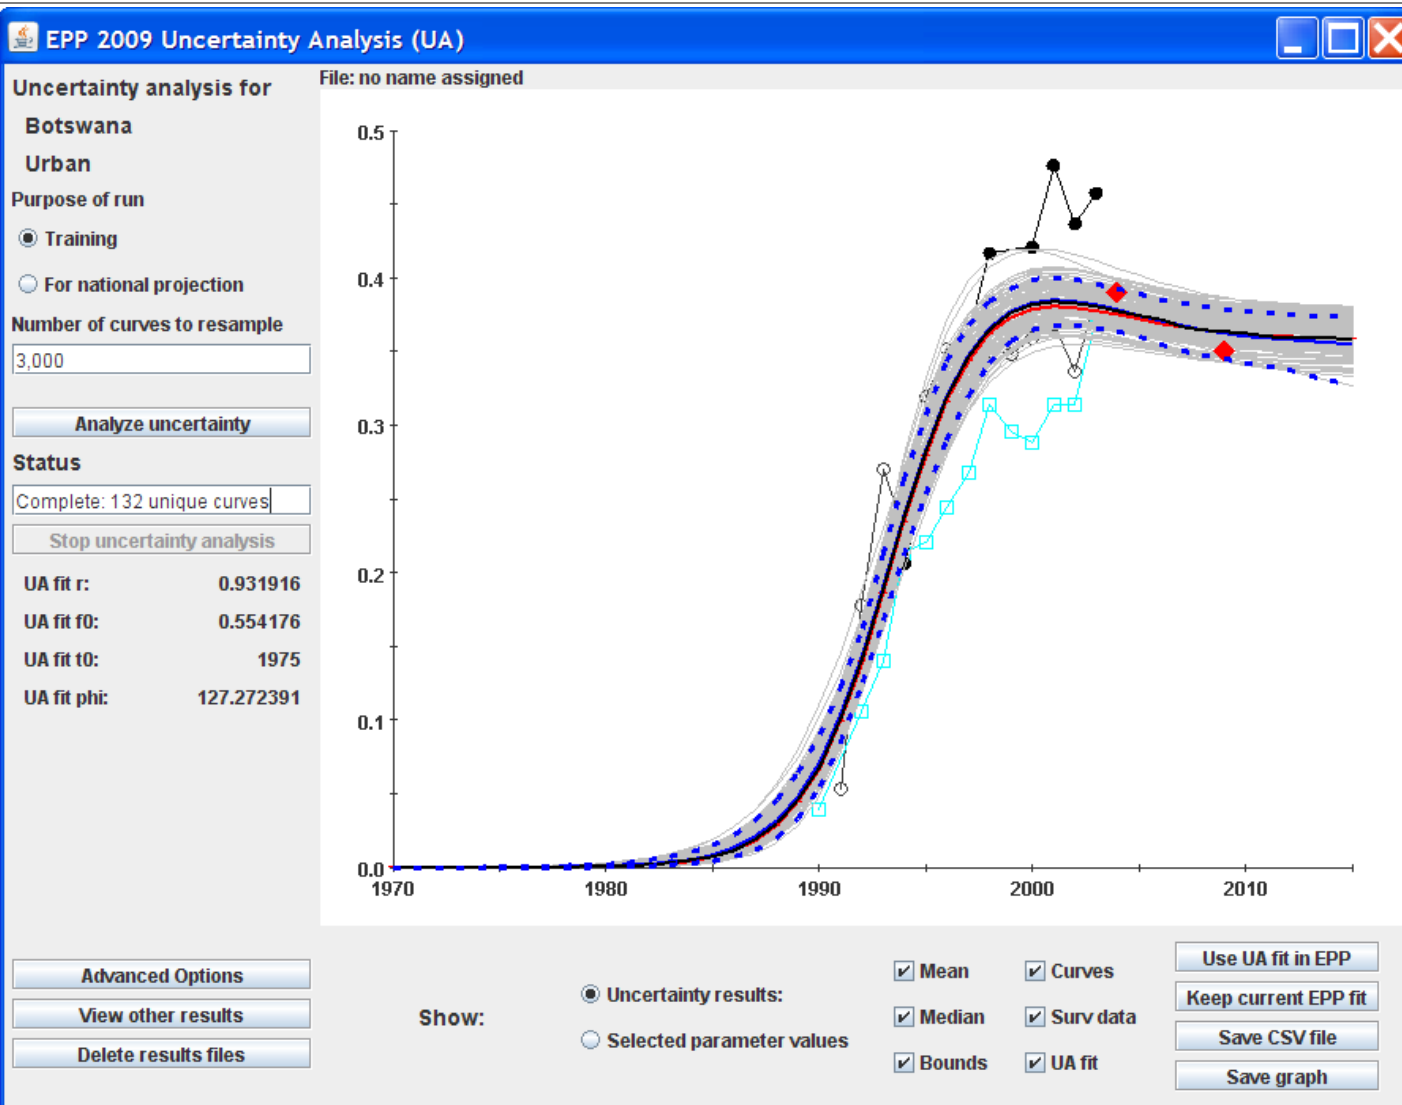 EPP 2009 Uncertainty Analysis (UA)
File: no name assigned
Uncertainty analysis for
Botswana
Urban
Purpose of run
Training
For national projection
Number of curves to resample
3,000
Analyze uncertainty
Status
Complete: 132 unique curves
Stop uncertainty analysis
UA fit r: 0.931916
UA fit f0: 0.554176
UA fit t0: 1975
UA fit phi: 127.272391
Advanced Options
View other results
Delete results files
0.5
0.4
0.3
0.2
0.1
0.0
1970 1980 1990 2000 2010
Show:
Uncertainty results:
Selected parameter values
Mean
Median
Bounds
Curves
Surv data
UA fit
Use UA fit in EPP
Keep current EPP fit
Save CSV file
Save graph